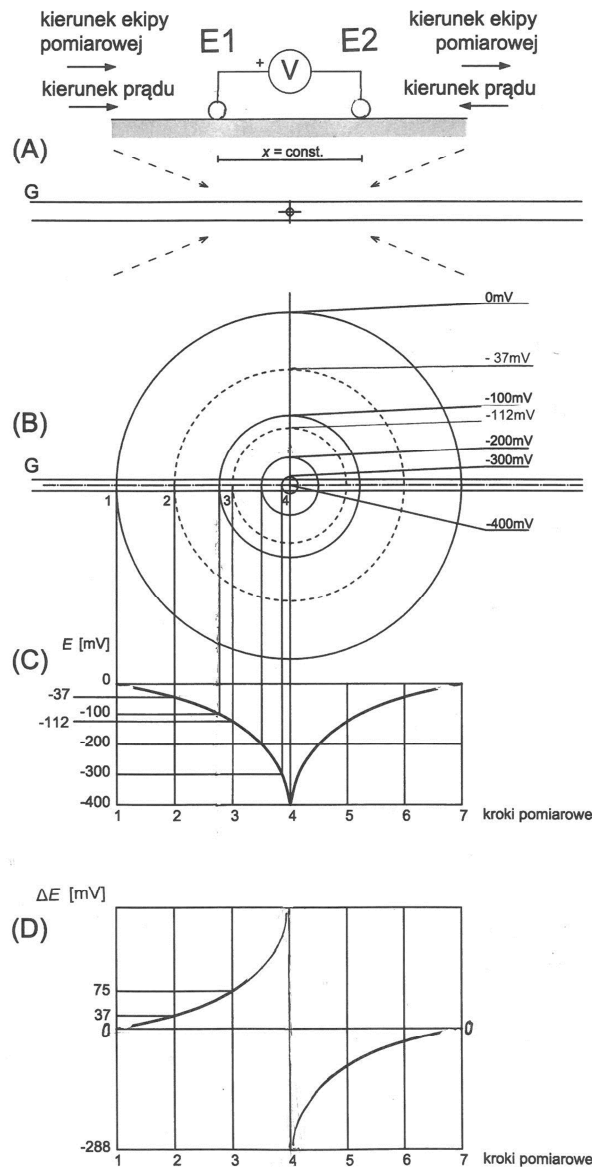 kierunek ekipy
pomiarowej
kierunek prądu
E1
E2
+
V
kierunek ekipy
pomiarowej
kierunek prądu
(A)
x = const.
G
0mV
- 37mV
-100mV
-112mV
-200mV
-300mV
-400mV
(B)
G
1
2
3
4
(C)
E [mV]
0
-37
-100
-112
-200
-300
-400
1 2 3 4 5 6 7 kroki pomiarowe
ΔE [mV]
(D)
75
37
0
0
-288
1 2 3 4 5 6 7 kroki pomiarowe